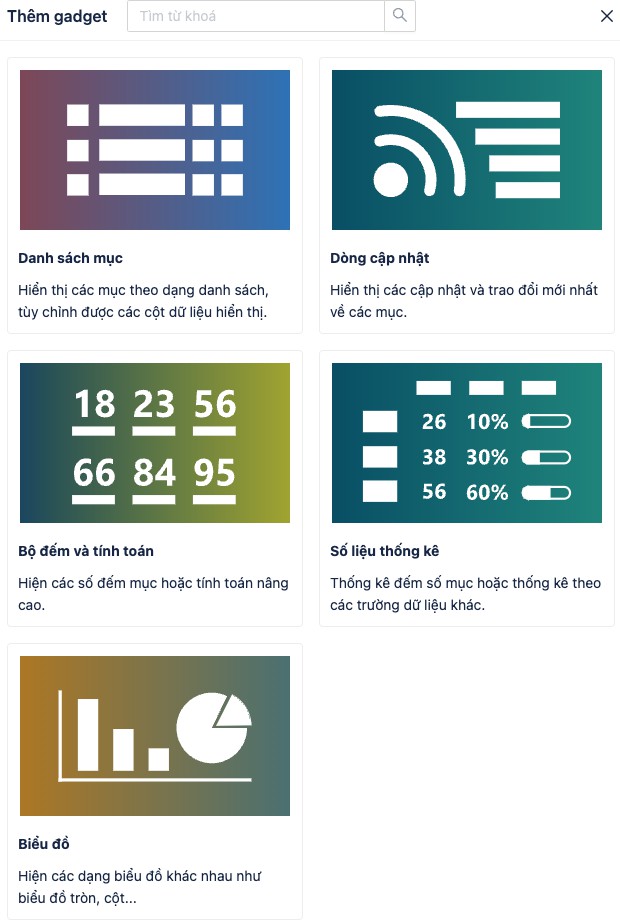 Thêm gadget
Tìm từ khoá
Danh sách mục
Hiển thị các mục theo dạng danh sách,
tùy chỉnh được các cột dữ liệu hiển thị.
Dòng cập nhật
Hiển thị các cập nhật và trao đổi mới nhất
về các mục.
18 23 56
66 84 95
Bộ đếm và tính toán
Hiện các số đếm mục hoặc tính toán nâng
cao.
26 10%
38 30%
56 60%
Số liệu thống kê
Thống kê đếm số mục hoặc thống kê theo
các trường dữ liệu khác.
Biểu đồ
Hiện các dạng biểu đồ khác nhau như
biểu đồ tròn, cột...